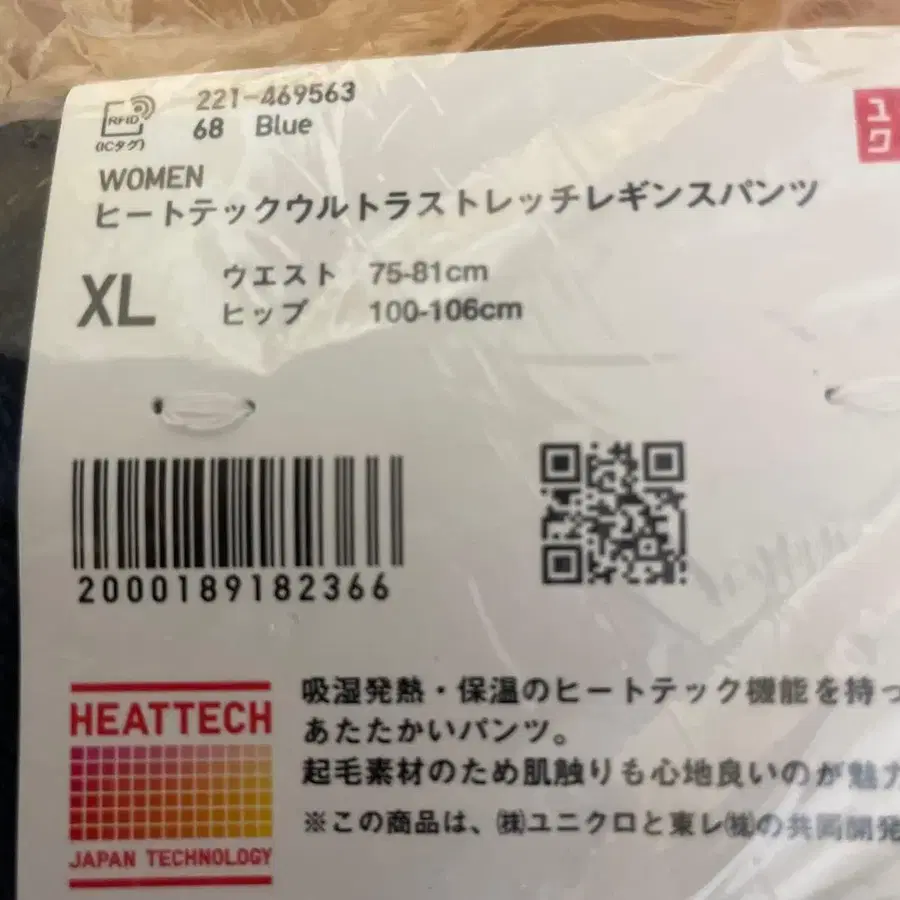 221-469563
RFID
68 Blue
(ICタグ)
ユ
ク
WOMEN
ヒートテックウルトラストレッチレギンスパンツ
XL
ウエスト 75-81cm
ヒップ 100-106cm
2000189182366
HEATTECH
JAPAN TECHNOLOGY
吸湿発熱・保温のヒートテック機能を持っ
あたたかいパンツ。
起毛素材のため肌触りも心地良いのが魅力
※この商品は、㈱ユニクロと東レ㈱の共同開発